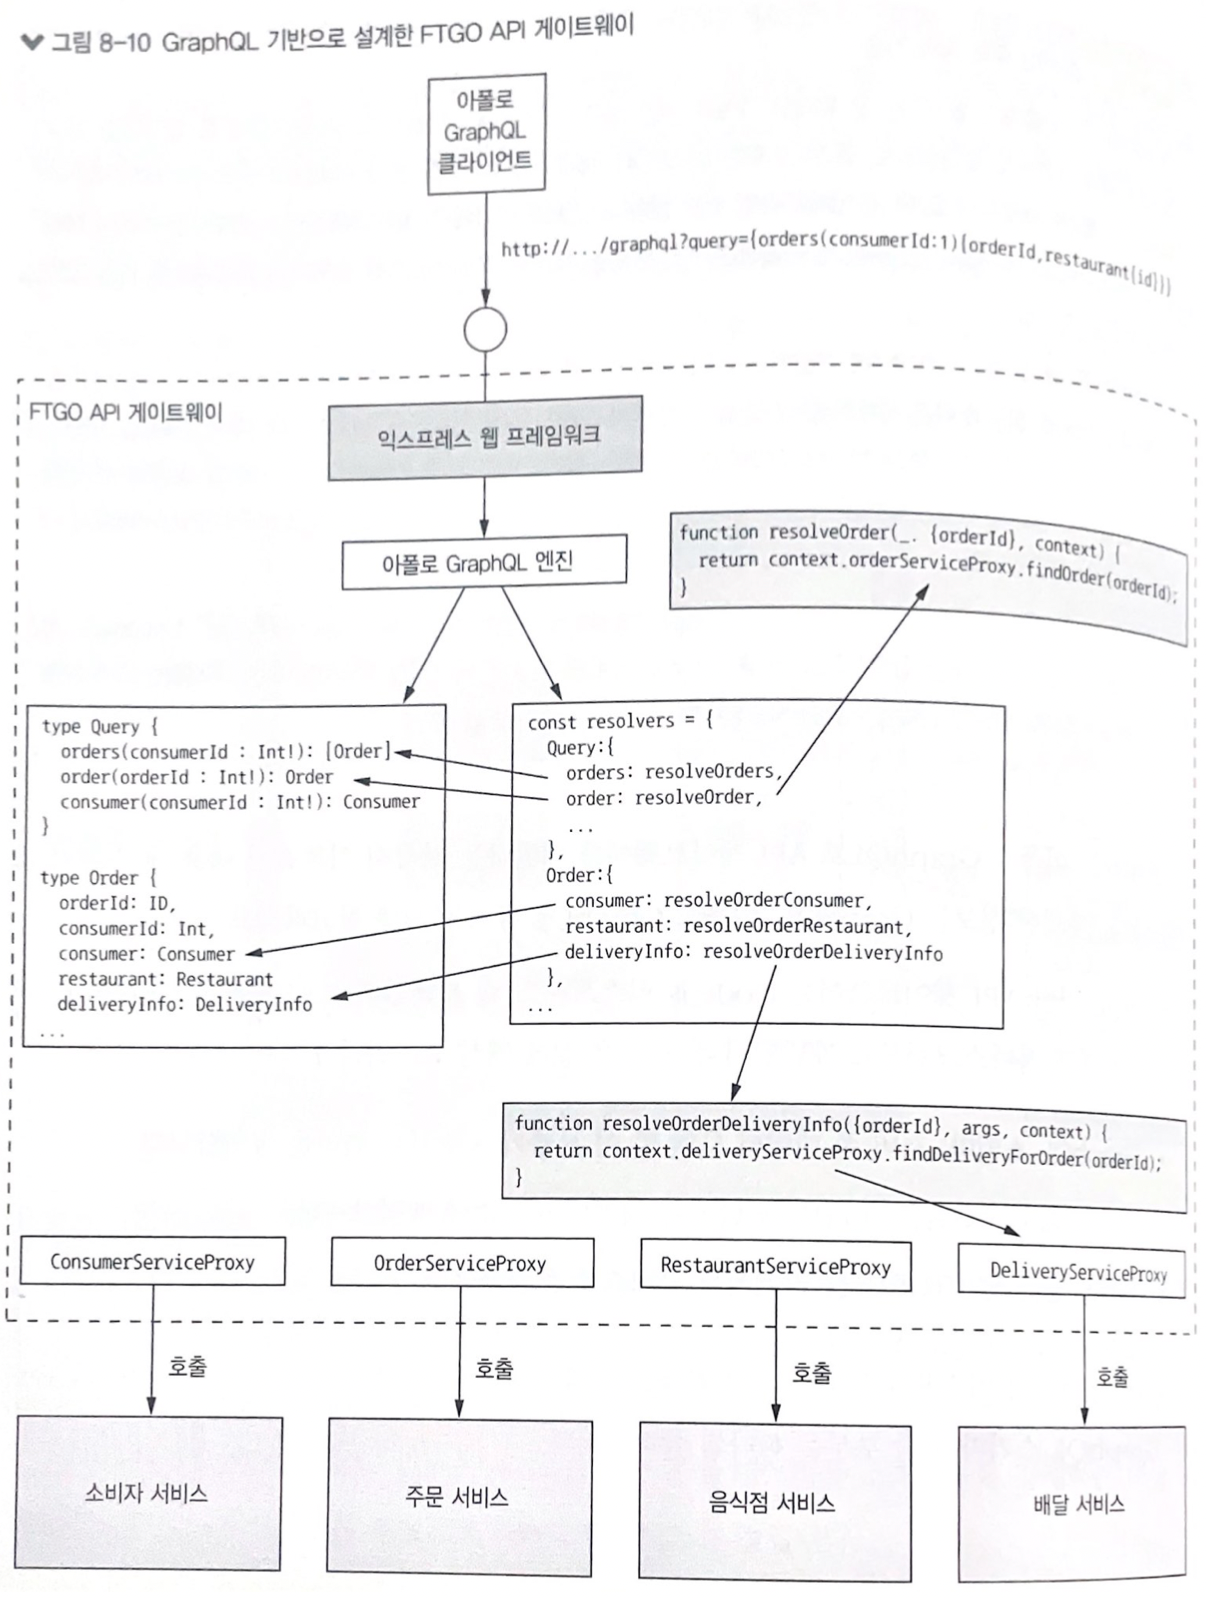 그림 8-10 GraphQL 기반으로 설계한 FTGO API 게이트웨이
아폴로
GraphQL
클라이언트
http://.../graphql?query={orders(consumerId:1){orderId,restaurant{id}}}
FTGO API 게이트웨이
익스프레스 웹 프레임워크
아폴로 GraphQL 엔진
function resolveOrder(_. {orderId}, context) {
return context.orderServiceProxy.findOrder(orderId);
}
type Query {
orders(consumerId : Int!): [Order]
order(orderId : Int!): Order
consumer(consumerId : Int!): Consumer
}
type Order {
orderId: ID,
consumerId: Int,
consumer: Consumer
restaurant: Restaurant
deliveryInfo: DeliveryInfo
...
const resolvers = {
Query:{
orders: resolveOrders,
order: resolveOrder,
...
},
Order:{
consumer: resolveOrderConsumer,
restaurant: resolveOrderRestaurant,
deliveryInfo: resolveOrderDeliveryInfo
},
...
function resolveOrderDeliveryInfo({orderId}, args, context) {
return context.deliveryServiceProxy.findDeliveryForOrder(orderId);
}
ConsumerServiceProxy
OrderServiceProxy
RestaurantServiceProxy
DeliveryServiceProxy
호출
호출
호출
호출
소비자 서비스
주문 서비스
음식점 서비스
배달 서비스